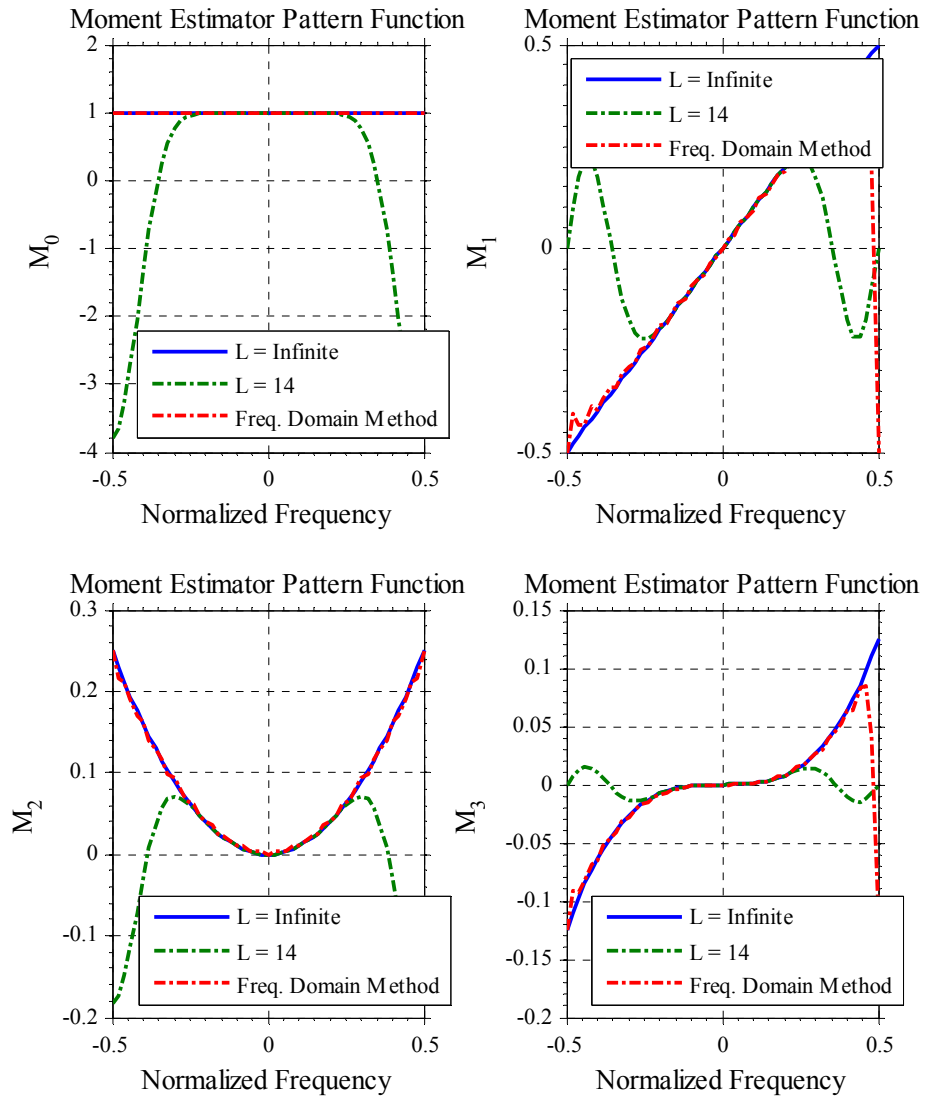 Moment Estimator Pattern Function
2
1
0
-1
-2
-3
-4
M0
L = Infinite
L = 14
Freq. Domain Method
-0.5
0
0.5
Normalized Frequency
Moment Estimator Pattern Function
0.5
0
-0.5
M1
L = Infinite
L = 14
Freq. Domain Method
-0.5
0
0.5
Normalized Frequency
Moment Estimator Pattern Function
0.3
0.2
0.1
0
-0.1
-0.2
M2
L = Infinite
L = 14
Freq. Domain Method
-0.5
0
0.5
Normalized Frequency
Moment Estimator Pattern Function
0.15
0.1
0.05
0
-0.05
-0.1
-0.15
-0.2
M3
L = Infinite
L = 14
Freq. Domain Method
-0.5
0
0.5
Normalized Frequency